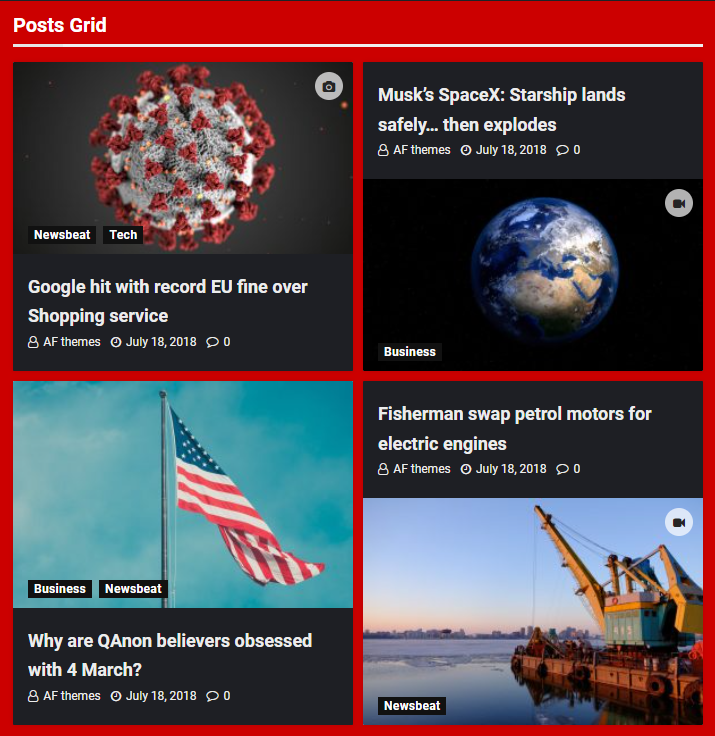 Posts Grid
Newsbeat Tech
Google hit with record EU fine over
Shopping service
AF themes July 18, 2018 0
Musk’s SpaceX: Starship lands
safely… then explodes
AF themes July 18, 2018 0
Business
Business Newsbeat
Why are QAnon believers obsessed
with 4 March?
AF themes July 18, 2018 0
Fisherman swap petrol motors for
electric engines
AF themes July 18, 2018 0
Newsbeat